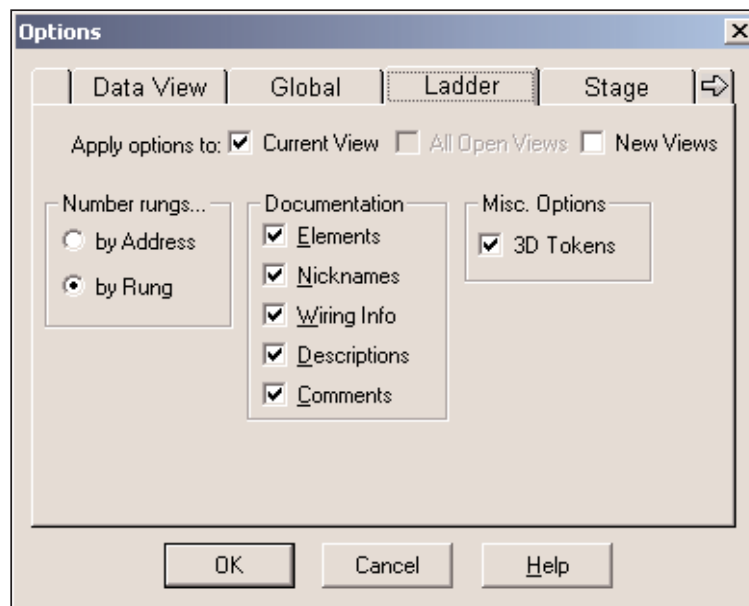 Options
Data View Global Ladder Stage
Apply options to: Current View All Open Views New Views
Number rungs...
by Address
by Rung
Documentation
Elements
Nicknames
Wiring Info
Descriptions
Comments
Misc. Options
3D Tokens
OK Cancel Help